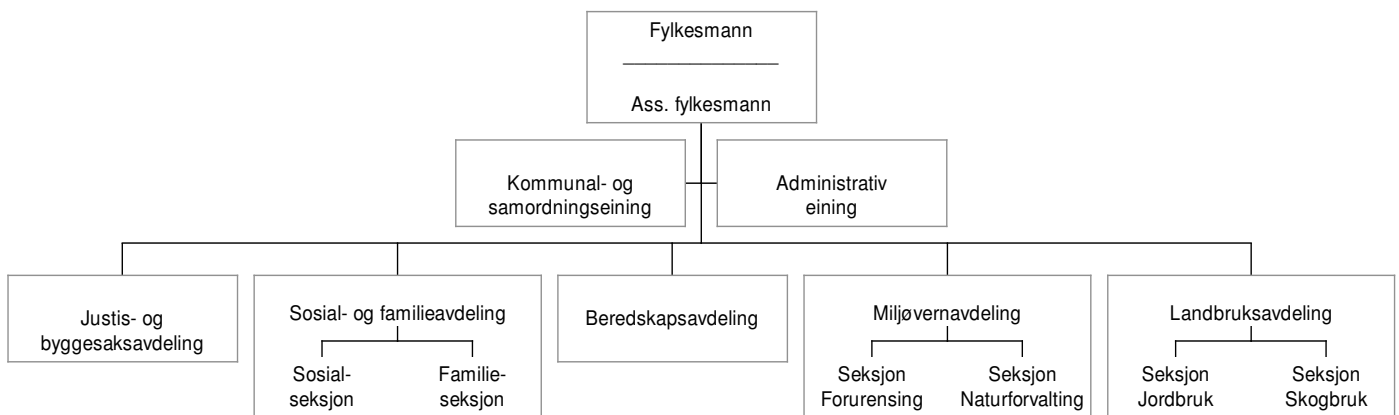 Fylkesmann
Ass. fylkesmann
Kommunal- og
samordningseining
Administrativ
eining
Justis- og
byggesaksavdeling
Sosial- og familieavdeling
Sosial-
seksjon
Familie-
seksjon
Beredskapsavdeling
Miljøvernavdeling
Seksjon
Forurensing
Seksjon
Naturforvalting
Landbruksavdeling
Seksjon
Jordbruk
Seksjon
Skogbruk